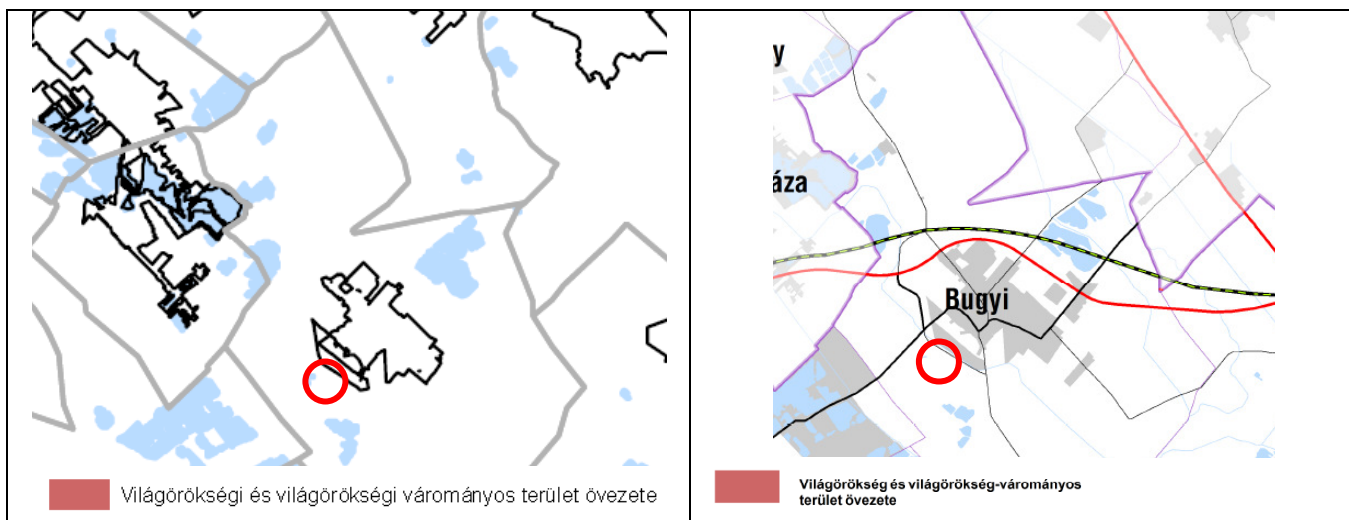 y
áza
Bugyi
Világörökségi és világörökségi várományos terület övezete
Világörökség és világörökség-várományos
terület övezete